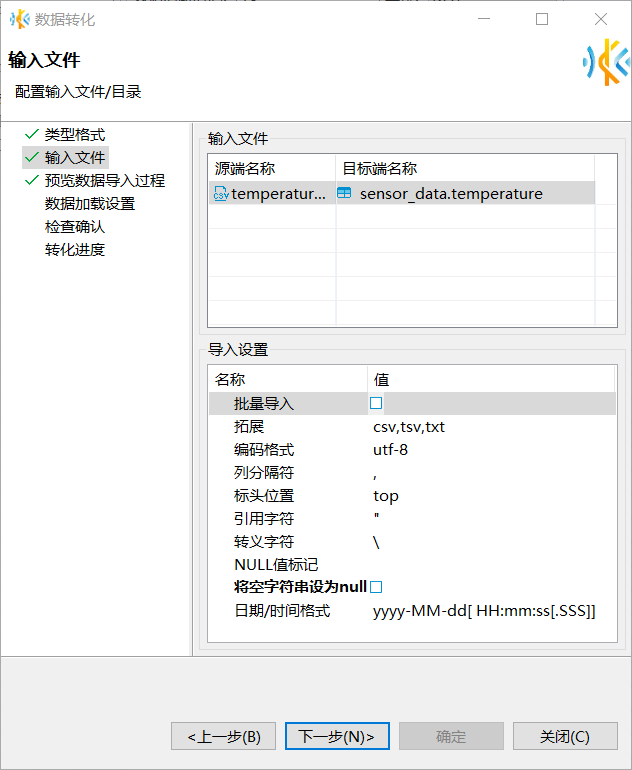 数据转化
输入文件
配置输入文件/目录
类型格式
输入文件
预览数据导入过程
数据加载设置
检查确认
转化进度
输入文件
源端名称 目标端名称
CSV temperatur... sensor_data.temperature
导入设置
名称 值
批量导入
拓展 csv,tsv,txt
编码格式 utf-8
列分隔符 ,
标头位置 top
引用字符 "
转义字符 \
NULL值标记
将空字符串设为null
日期/时间格式 yyyy-MM-dd[ HH:mm:ss[.SSS]]
<上一步(B) 下一步(N)> 确定 关闭(C)